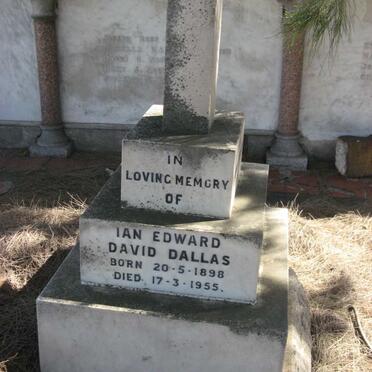 IN
LOVING MEMORY
OF
IAN EDWARD
DAVID DALLAS
BORN 20-5-1898
DIED 17-3-1955.